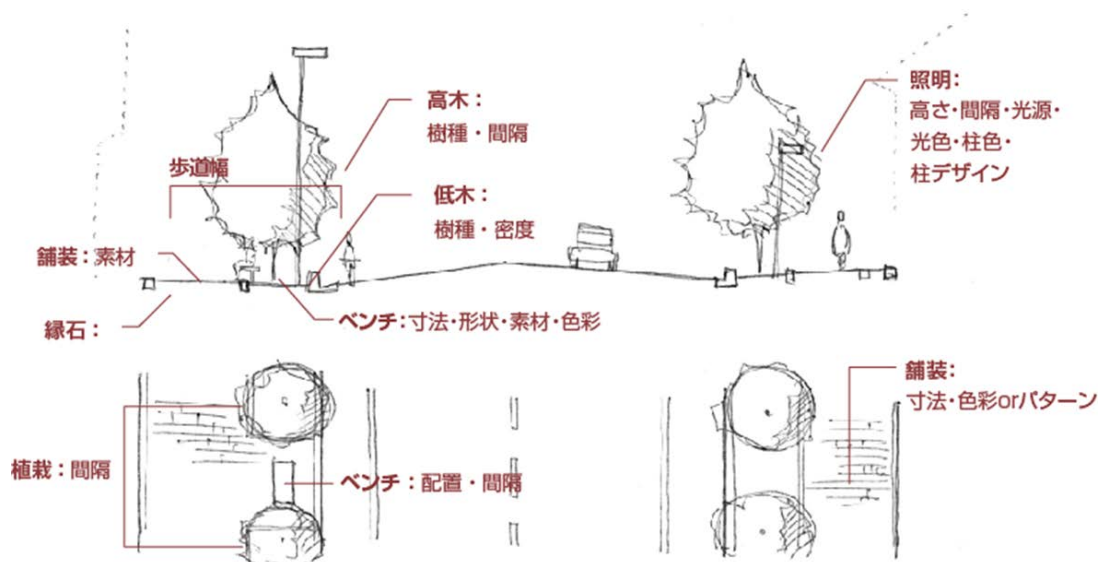 高木：
樹種・間隔
照明：
高さ・間隔・光源・
光色・柱色・
柱デザイン
歩道幅
低木：
樹種・密度
舗装：素材
縁石：
ベンチ：寸法・形状・素材・色彩
舗装：
寸法・色彩orパターン
植栽：間隔
ベンチ：配置・間隔